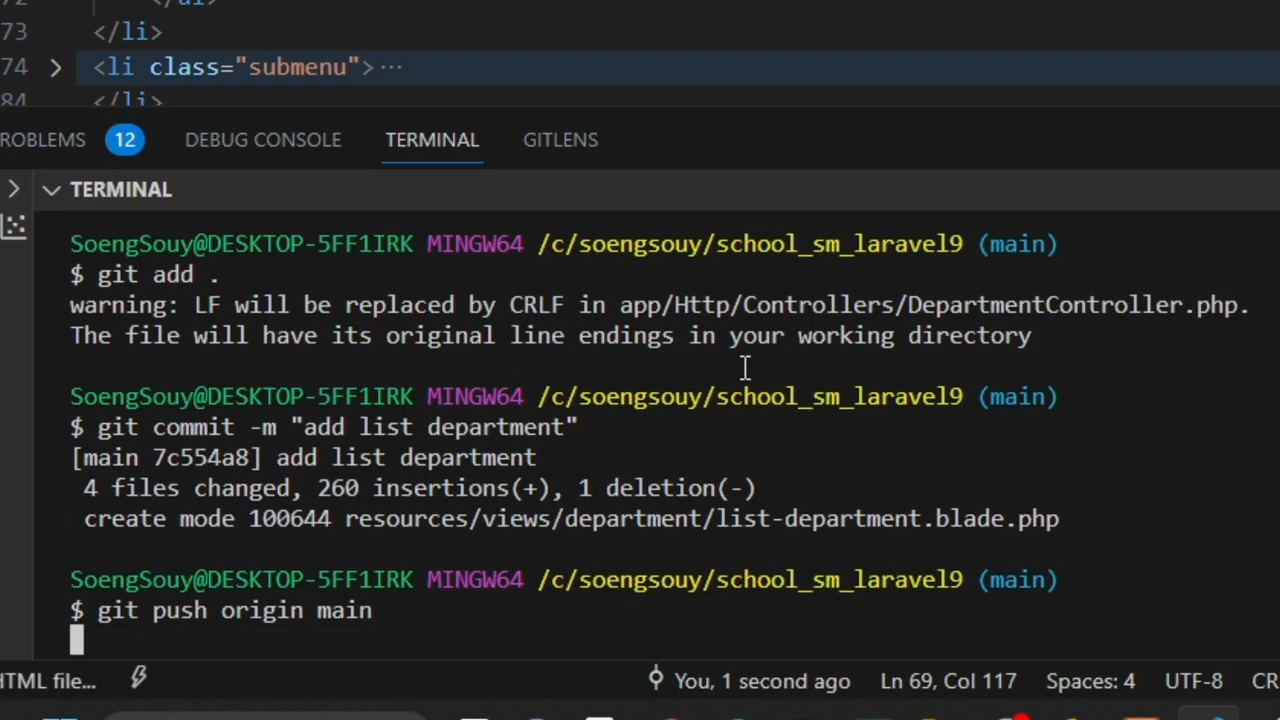 73 </li>
74 <li class="submenu">…
84 </li>
ROBLEMS 12 DEBUG CONSOLE TERMINAL GITLENS
TERMINAL
SoengSouy@DESKTOP-5FF1IRK MINGW64 /c/soengsouy/school_sm_laravel9 (main)
$ git add .
warning: LF will be replaced by CRLF in app/Http/Controllers/DepartmentController.php.
The file will have its original line endings in your working directory
SoengSouy@DESKTOP-5FF1IRK MINGW64 /c/soengsouy/school_sm_laravel9 (main)
$ git commit -m "add list department"
[main 7c554a8] add list department
4 files changed, 260 insertions(+), 1 deletion(-)
create mode 100644 resources/views/department/list-department.blade.php
SoengSouy@DESKTOP-5FF1IRK MINGW64 /c/soengsouy/school_sm_laravel9 (main)
$ git push origin main
HTML file... You, 1 second ago Ln 69, Col 117 Spaces: 4 UTF-8 CR